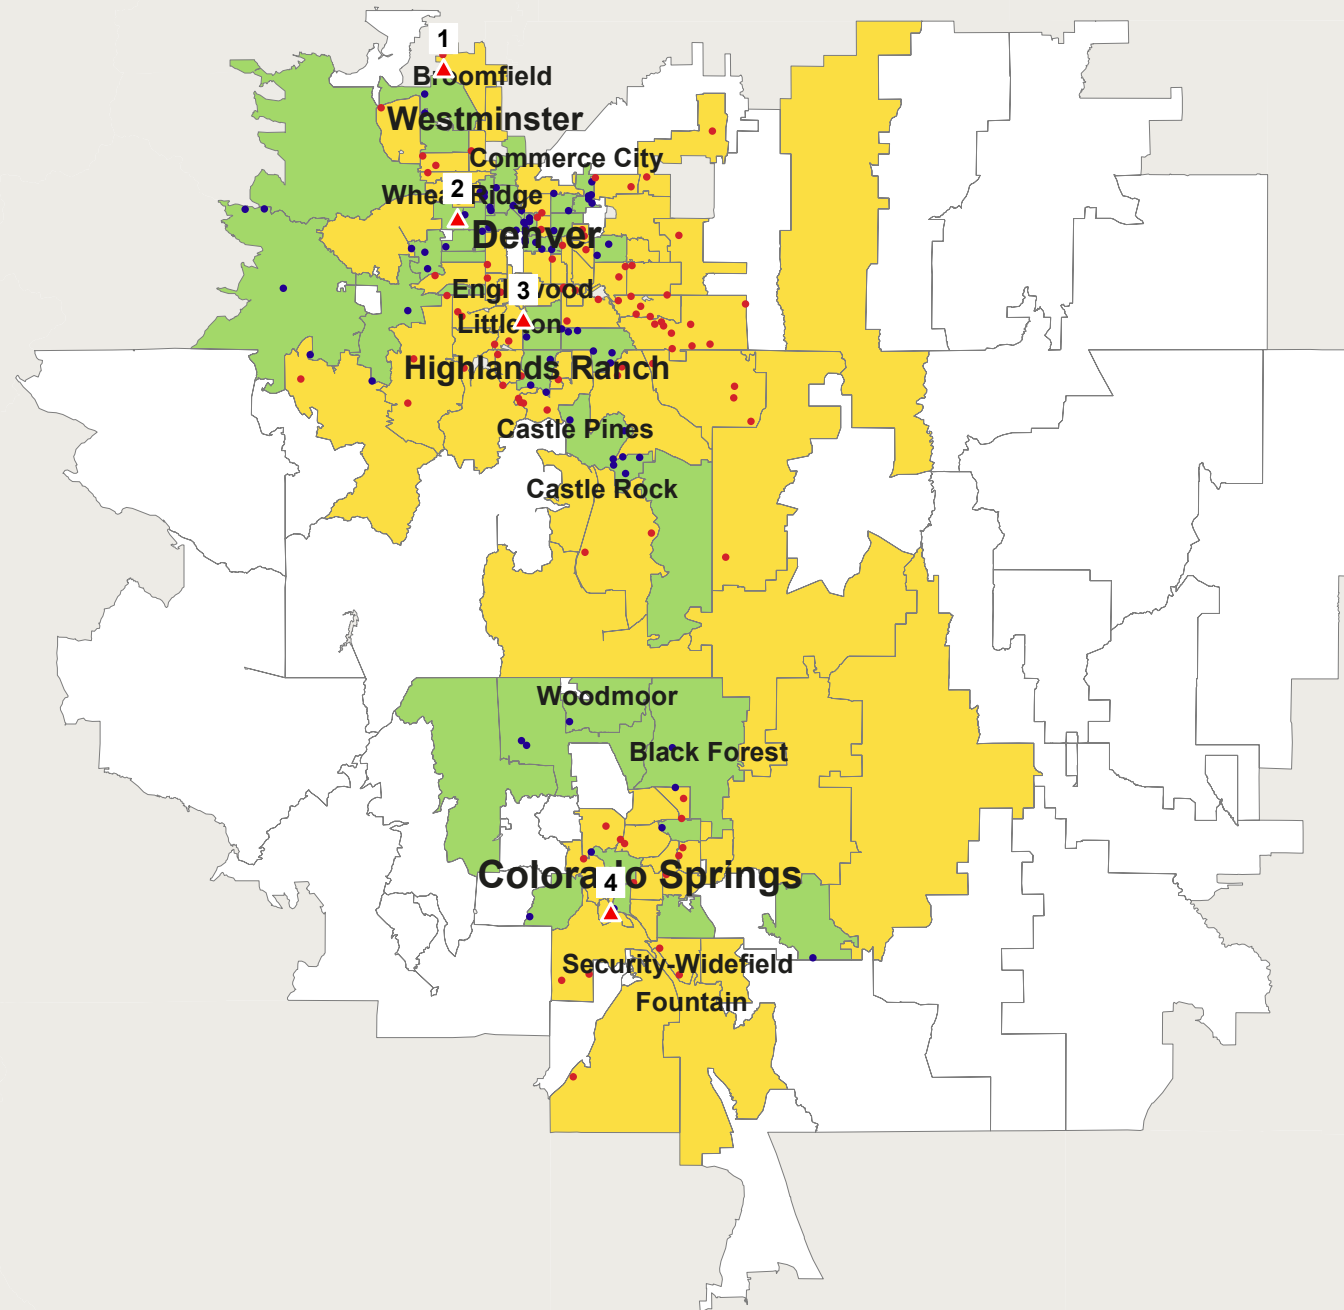 1
Broomfield
Westminster
Commerce City
2
Wheat Ridge
Denver
Englewood
3
Littleton
Highlands Ranch
Castle Pines
Castle Rock
Woodmoor
Black Forest
Colorado Springs
4
Security-Widefield
Fountain